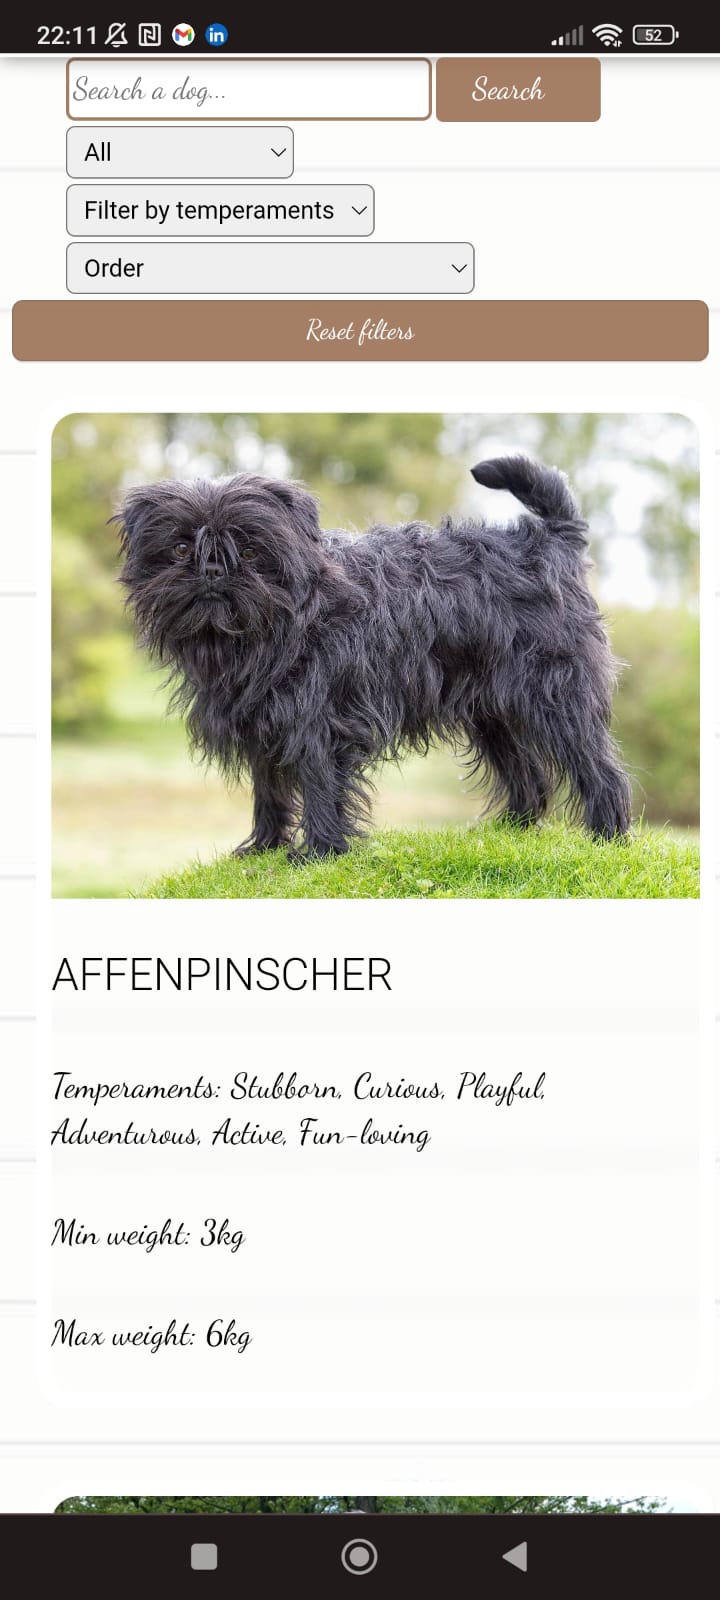 22:11
52
Search a dog...
Search
All
Filter by temperaments
Order
Reset filters
AFFENPINSCHER
Temperaments: Stubborn, Curious, Playful,
Adventurous, Active, Fun-loving
Min weight: 3kg
Max weight: 6kg